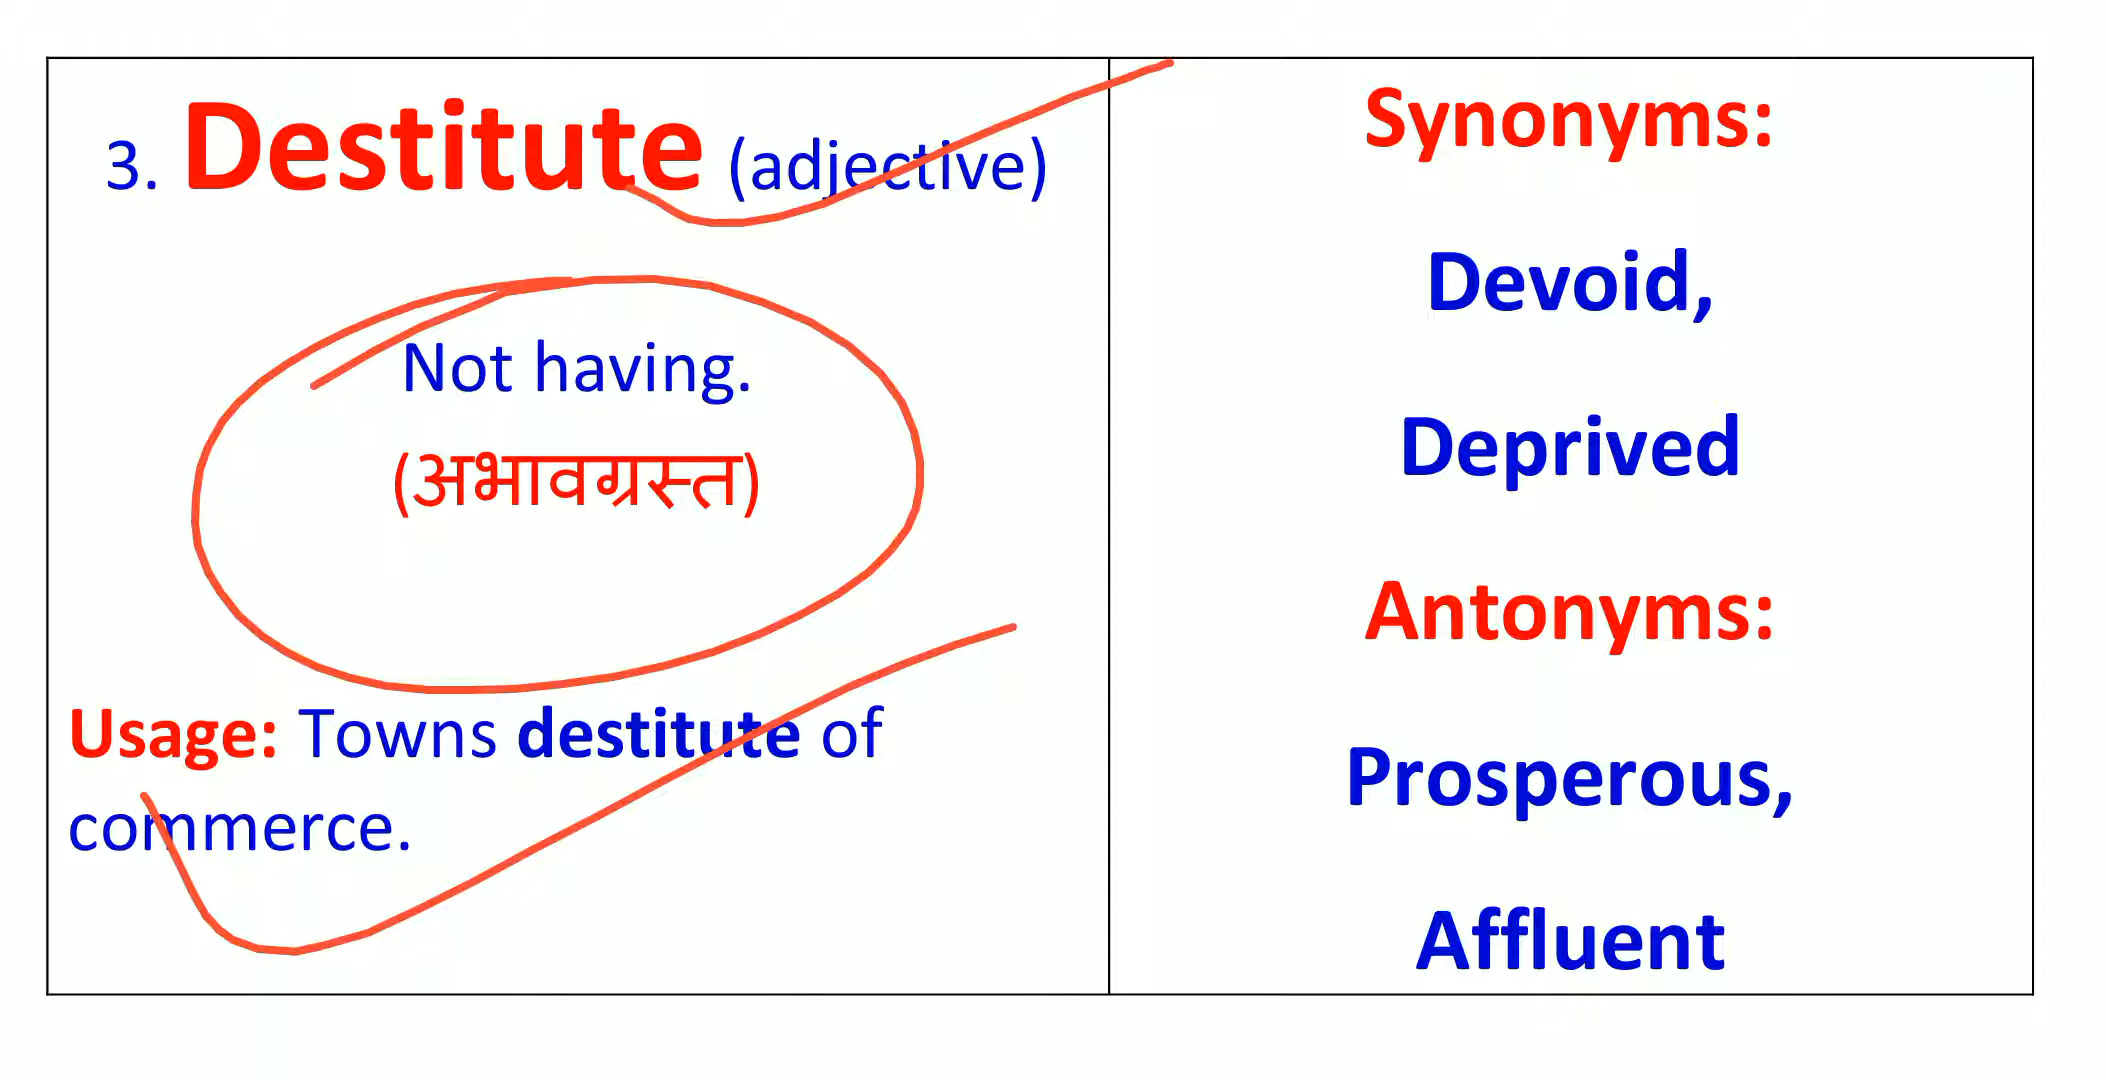 3. Destitute (adjective)
Not having.
(अभावग्रस्त)
Usage: Towns destitute of
commerce.
Synonyms:
Devoid,
Deprived
Antonyms:
Prosperous,
Affluent